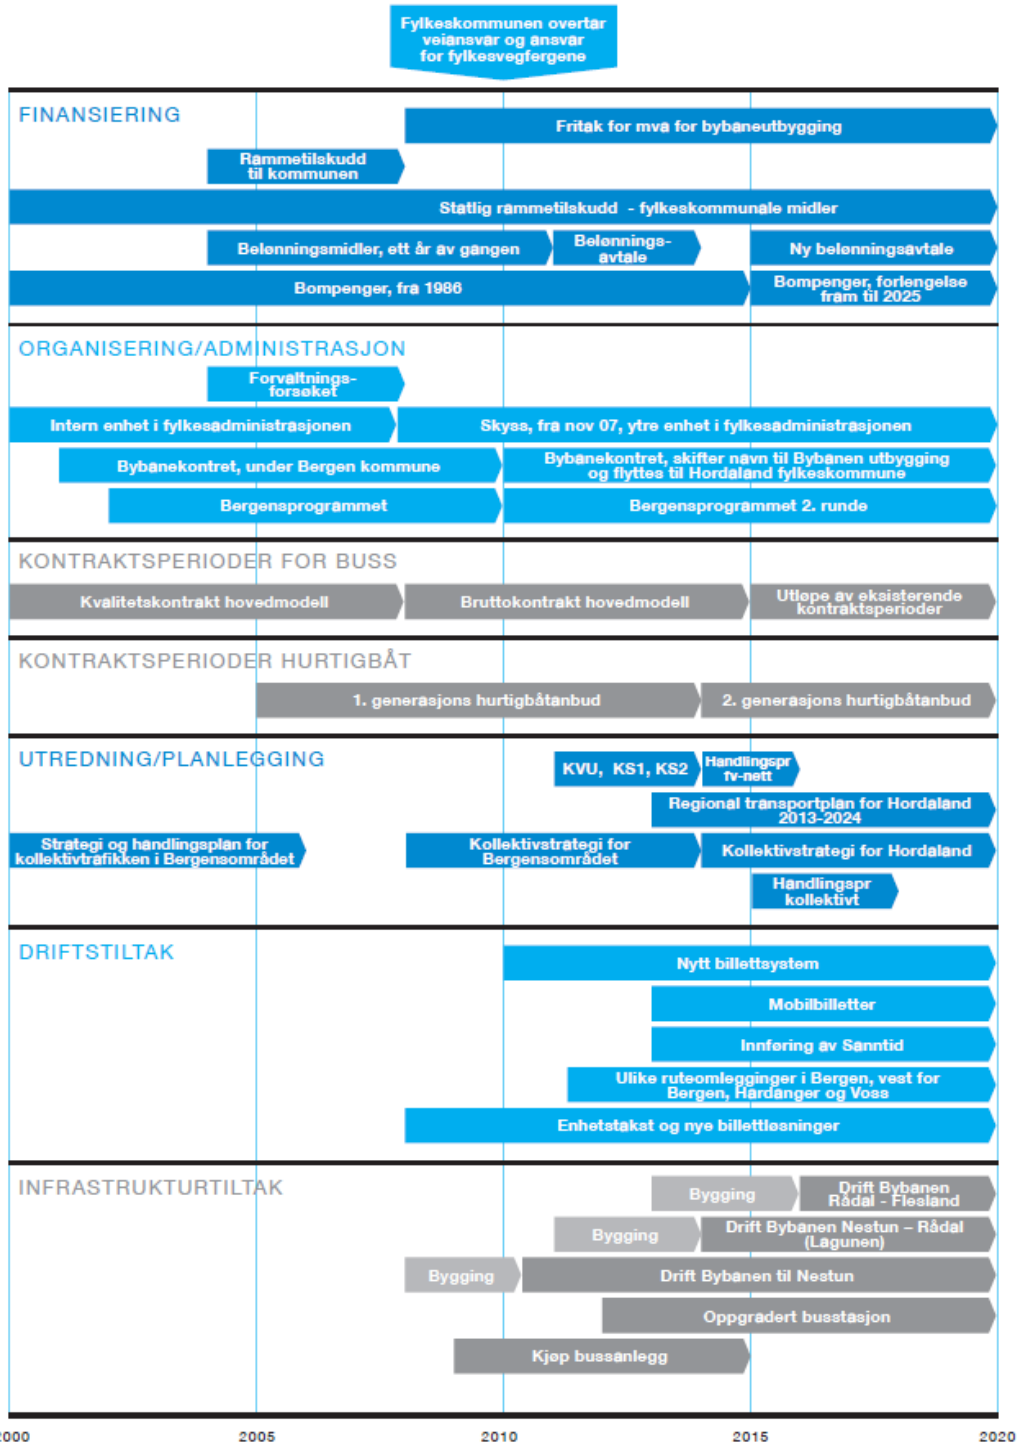 Fylkeskommunen overtar
veiansvar og ansvar
for fylkesvegfergene
FINANSIERING
Fritak for mva for bybaneutbygging
Rammetilskudd
til kommunen
Statlig rammetilskudd - fylkeskommunale midler
Belønningsmidler, ett år av gangen
Belønnings-
avtale
Ny belønningsavtale
Bompenger, fra 1986
Bompenger, forlengelse
fram til 2025
ORGANISERING/ADMINISTRASJON
Forvaltnings-
forsøket
Intern enhet i fylkesadministrasjonen
Skyss, fra nov 07, ytre enhet i fylkesadministrasjonen
Bybanekontret, under Bergen kommune
Bybanekontret, skifter navn til Bybanen utbygging
og flyttes til Hordaland fylkeskommune
Bergensprogrammet
Bergensprogrammet 2. runde
KONTRAKTSPERIODER FOR BUSS
Kvalitetskontrakt hovedmodell
Bruttokontrakt hovedmodell
Utløpe av eksisterende
kontraktsperioder
KONTRAKTSPERIODER HURTIGBÅT
1. generasjons hurtigbåtanbud
2. generasjons hurtigbåtanbud
UTREDNING/PLANLEGGING
KVU, KS1, KS2
Handlingspr
fv-nett
Regional transportplan for Hordaland
2013-2024
Strategi og handlingsplan for
kollektivtrafikken i Bergensområdet
Kollektivstrategi for
Bergensområdet
Kollektivstrategi for Hordaland
Handlingspr
kollektivt
DRIFTSTILTAK
Nytt billettsystem
Mobilbilletter
Innføring av Sanntid
Ulike ruteomlegginger i Bergen, vest for
Bergen, Hardanger og Voss
Enhetstakst og nye billettløsninger
INFRASTRUKTURTILTAK
Bygging
Drift Bybanen
Rådal - Flesland
Bygging
Drift Bybanen Nestun – Rådal
(Lagunen)
Bygging
Drift Bybanen til Nestun
Oppgradert busstasjon
Kjøp bussanlegg
2000
2005
2010
2015
2020